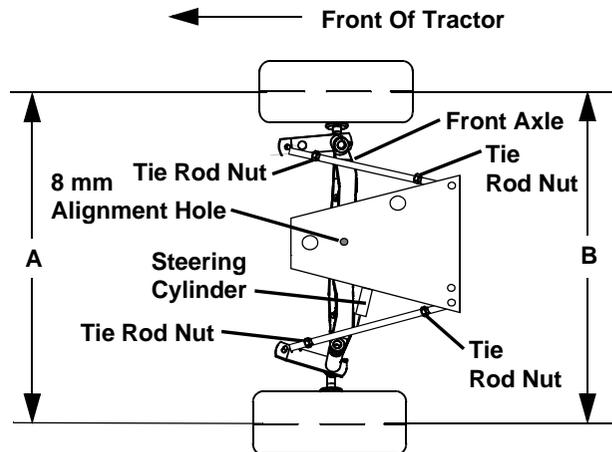 Front Of Tractor
Front Axle
Tie Rod Nut
Tie
Rod Nut
8 mm
Alignment Hole
A
B
Steering
Cylinder
Tie Rod Nut
Tie
Rod Nut